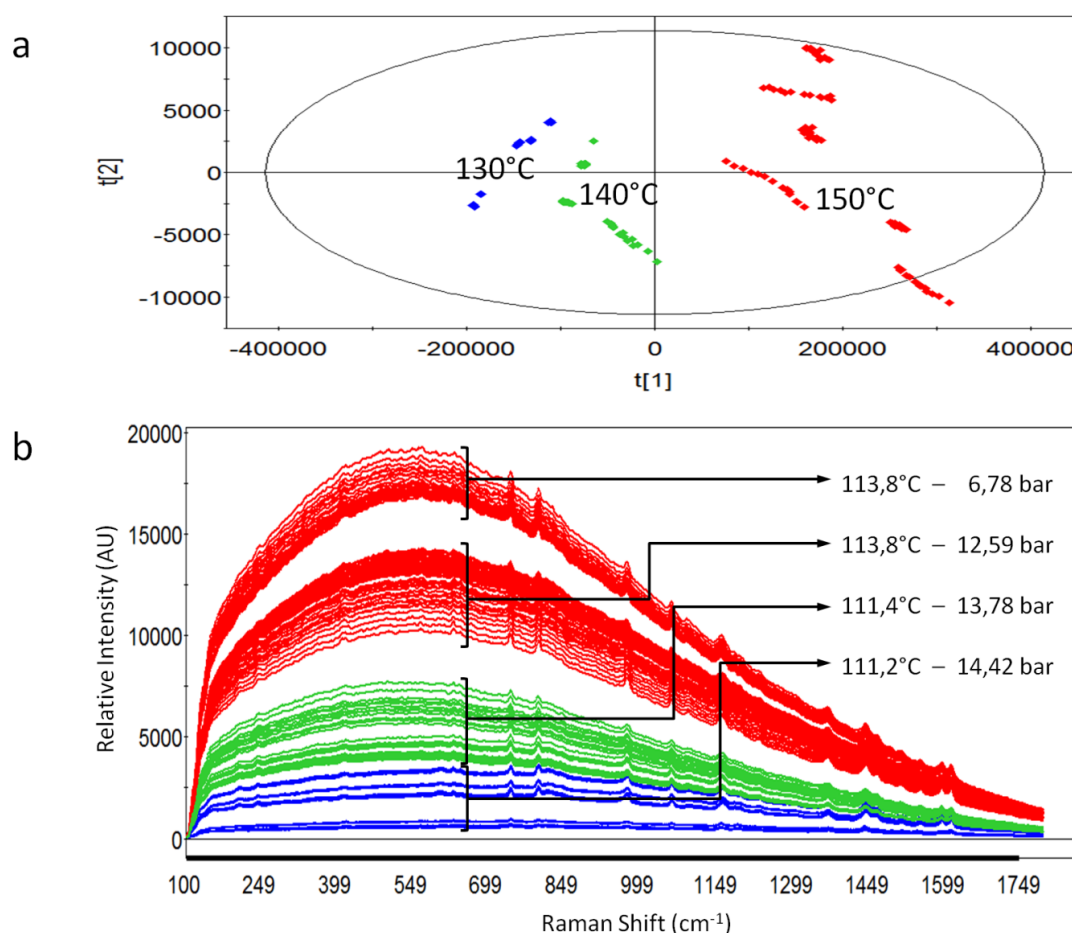 a
t[2]
10000
5000
0
-5000
-10000
130°C
140°C
150°C
-400000 -200000 0 200000 400000
t[1]
b
Relative Intensity (AU)
20000
15000
10000
5000
0
113,8°C – 6,78 bar
113,8°C – 12,59 bar
111,4°C – 13,78 bar
111,2°C – 14,42 bar
100 249 399 549 699 849 999 1149 1299 1449 1599 1749
Raman Shift (cm⁻¹)